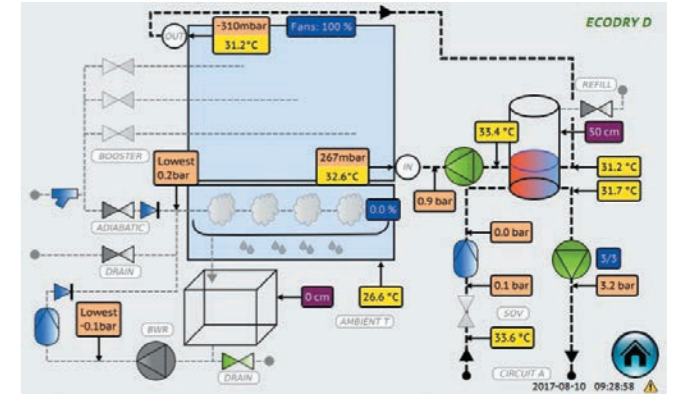 -310mbar
31.2°C
OUT
Fans: 100 %
ECODRY D
REFILL
50 cm
33.4 °C
BOOSTER
Lowest
0.2bar
267mbar
32.6°C
IN
0.9 bar
31.2 °C
31.7 °C
ADIABATIC
0.0 %
0.0 bar
3/3
DRAIN
0.1 bar
3.2 bar
0 cm
26.6 °C
AMBIENT T
SOV
Lowest
-0.1bar
BWR
33.6 °C
DRAIN
CIRCUIT A
2017-08-10 09:28:58